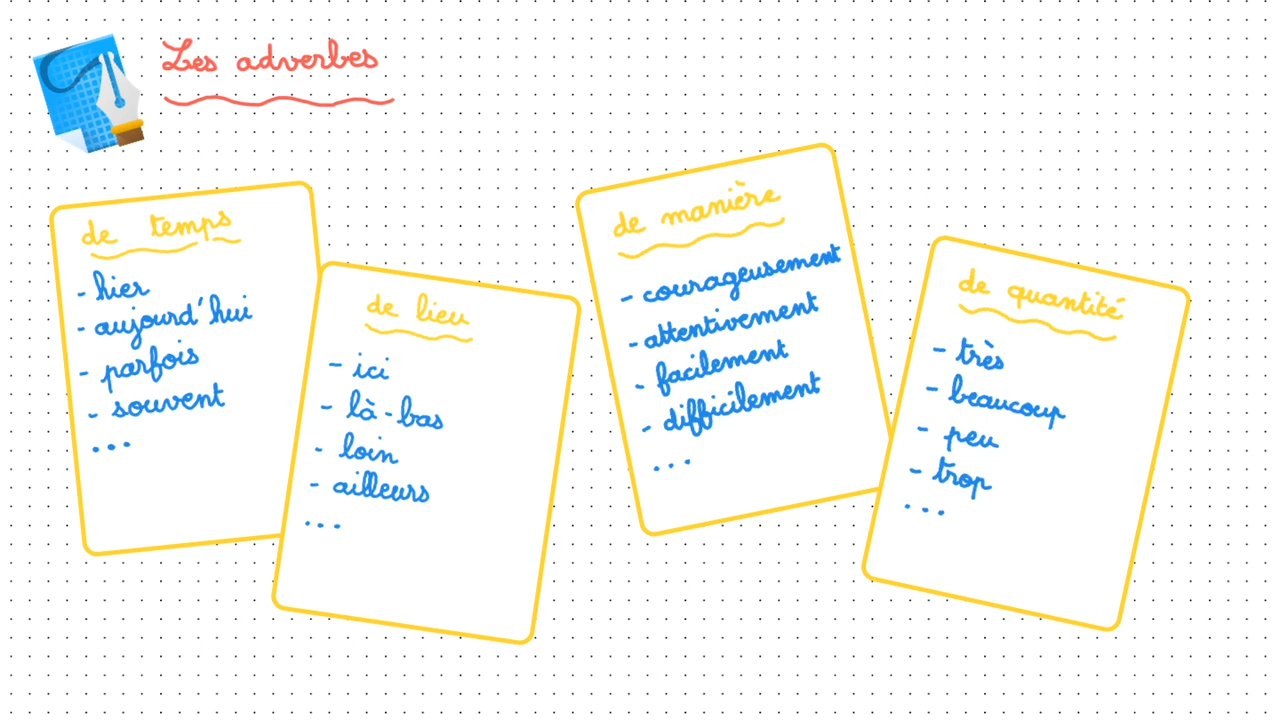 Les adverbes
de temps
- hier
- aujourd'hui
- parfois
- souvent
...
de lieu
- ici
- là-bas
- loin
- ailleurs
...
de manière
- courageusement
- attentivement
- facilement
- difficilement
...
de quantité
- très
- beaucoup
- peu
- trop
...